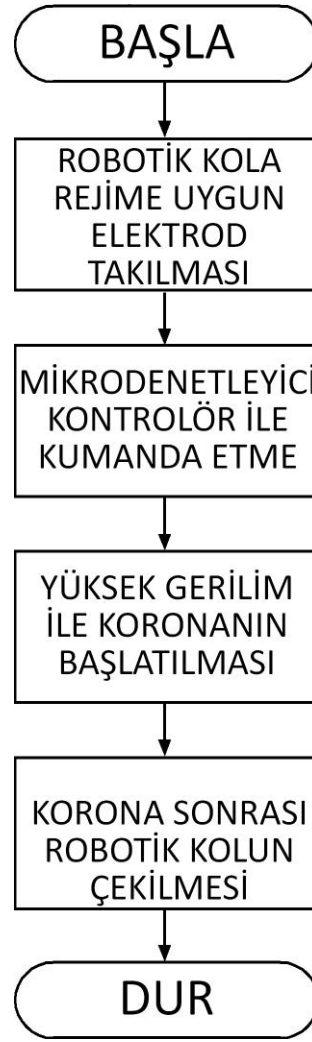 BAŞLA
ROBOTİK KOLA
REJİME UYGUN
ELEKTROD
TAKILMASI
MİKRODENETLEYİCİ
KONTROLÖR İLE
KUMANDA ETME
YÜKSEK GERİLİM
İLE KORONANIN
BAŞLATILMASI
KORONA SONRASI
ROBOTİK KOLUN
ÇEKİLMESİ
DUR